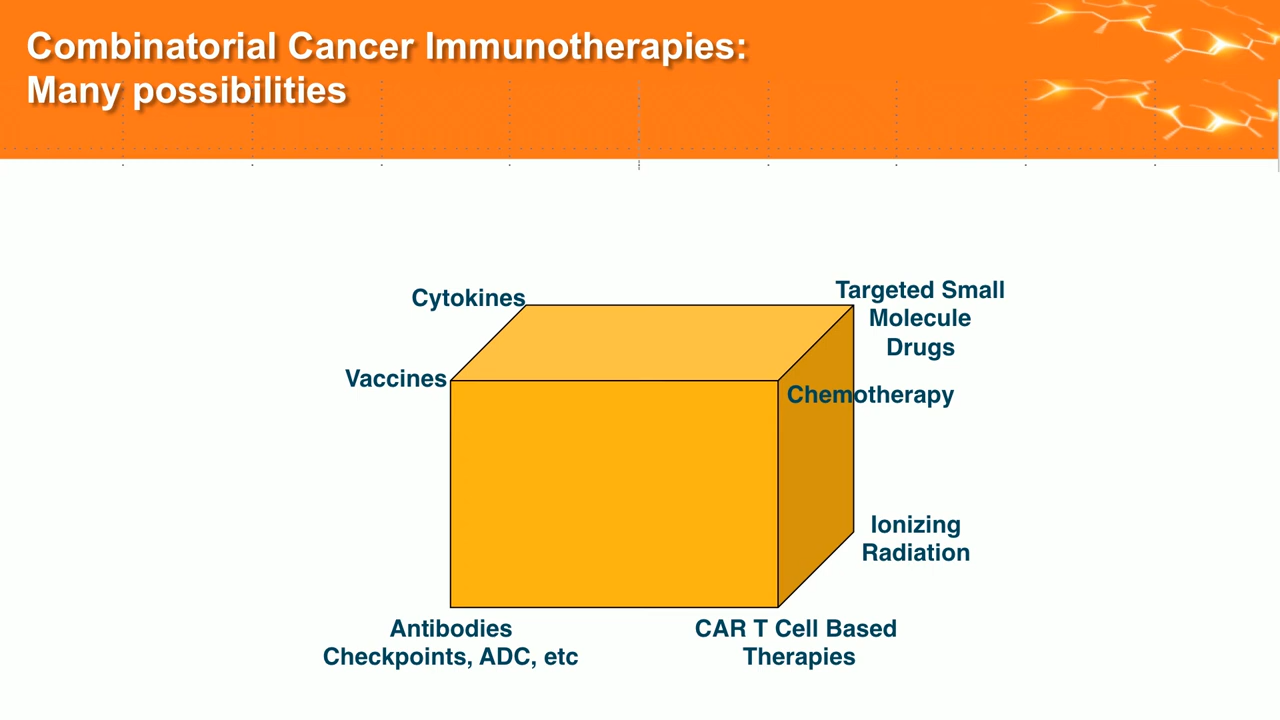 Combinatorial Cancer Immunotherapies:
Many possibilities
Cytokines
Targeted Small
Molecule
Drugs
Vaccines
Chemotherapy
Ionizing
Radiation
Antibodies
Checkpoints, ADC, etc
CAR T Cell Based
Therapies